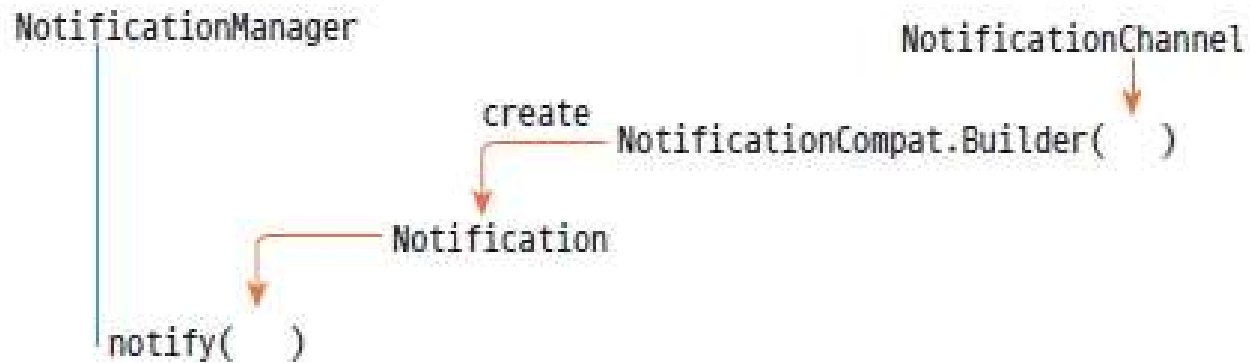 NotificationManager
NotificationChannel
create
NotificationCompat.Builder( )
Notification
notify( )